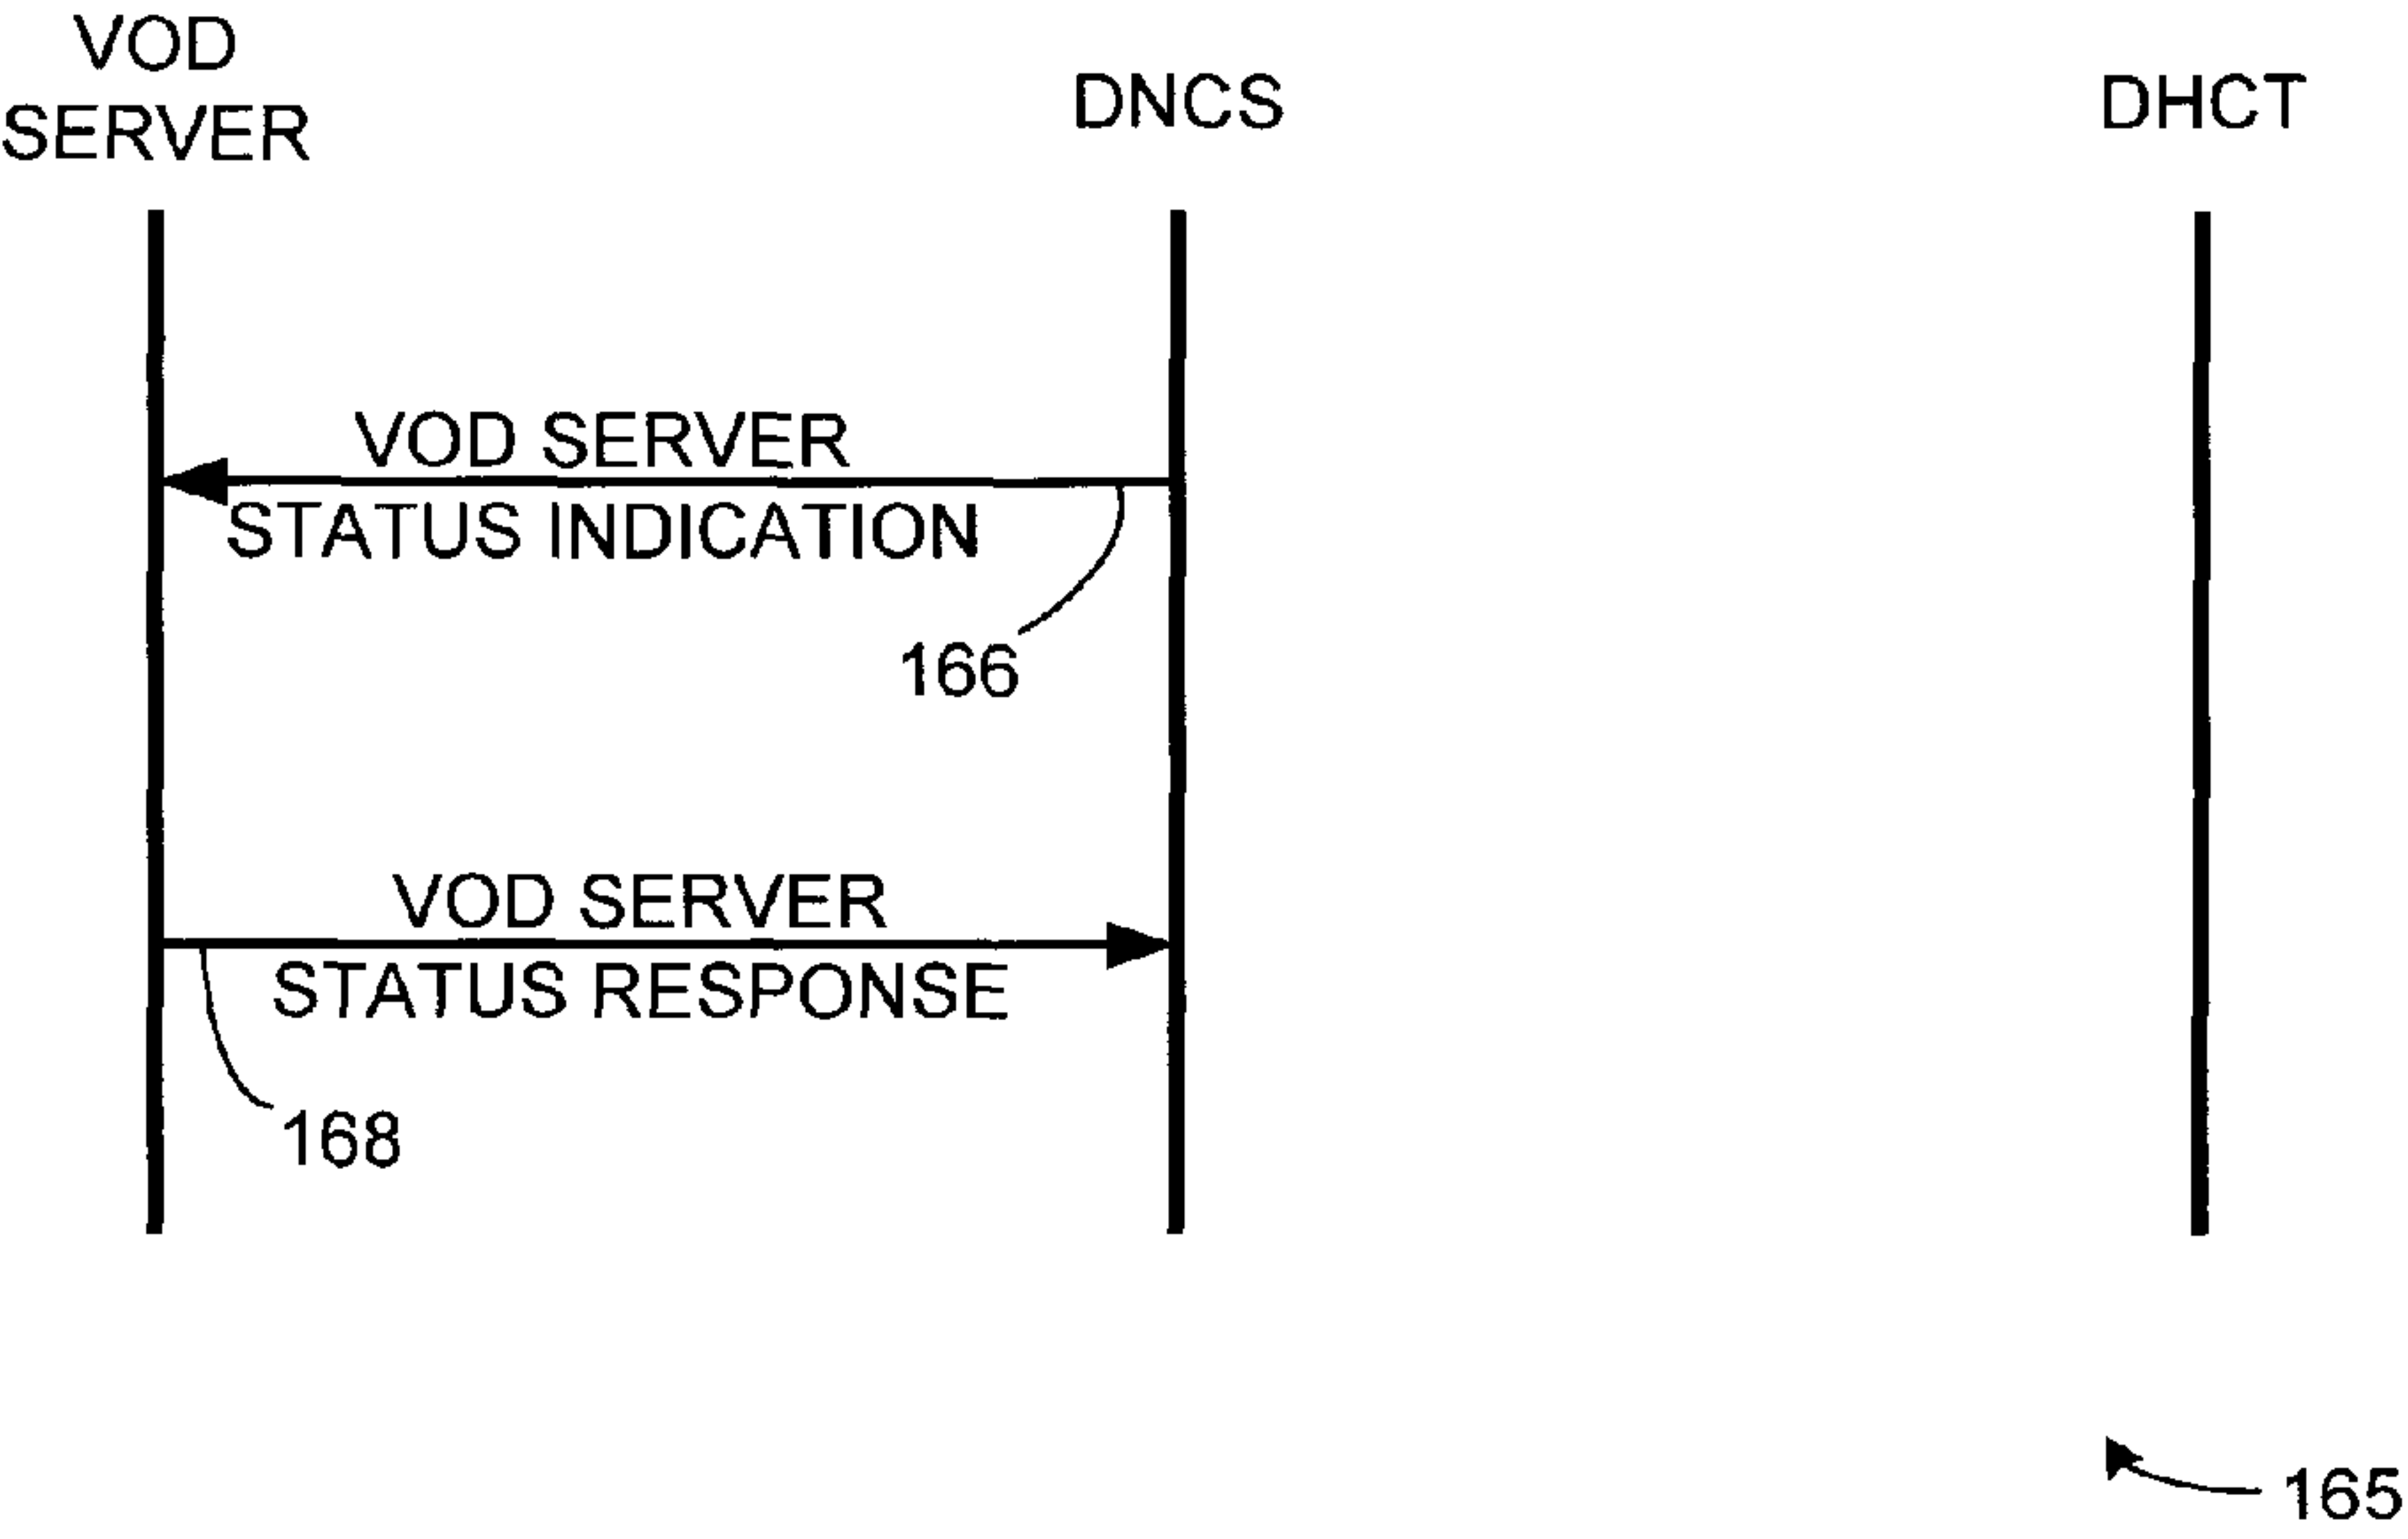 VOD
SERVER
DNCS
DHCT
VOD SERVER
STATUS INDICATION
166
VOD SERVER
STATUS RESPONSE
168
165